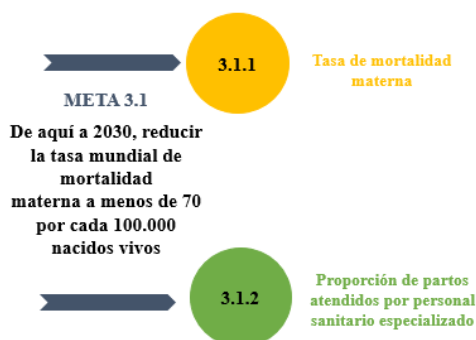 3.1.1
Tasa de mortalidad
materna
META 3.1
De aquí a 2030, reducir
la tasa mundial de
mortalidad
materna a menos de 70
por cada 100.000
nacidos vivos
3.1.2
Proporción de partos
atendidos por personal
sanitario especializado